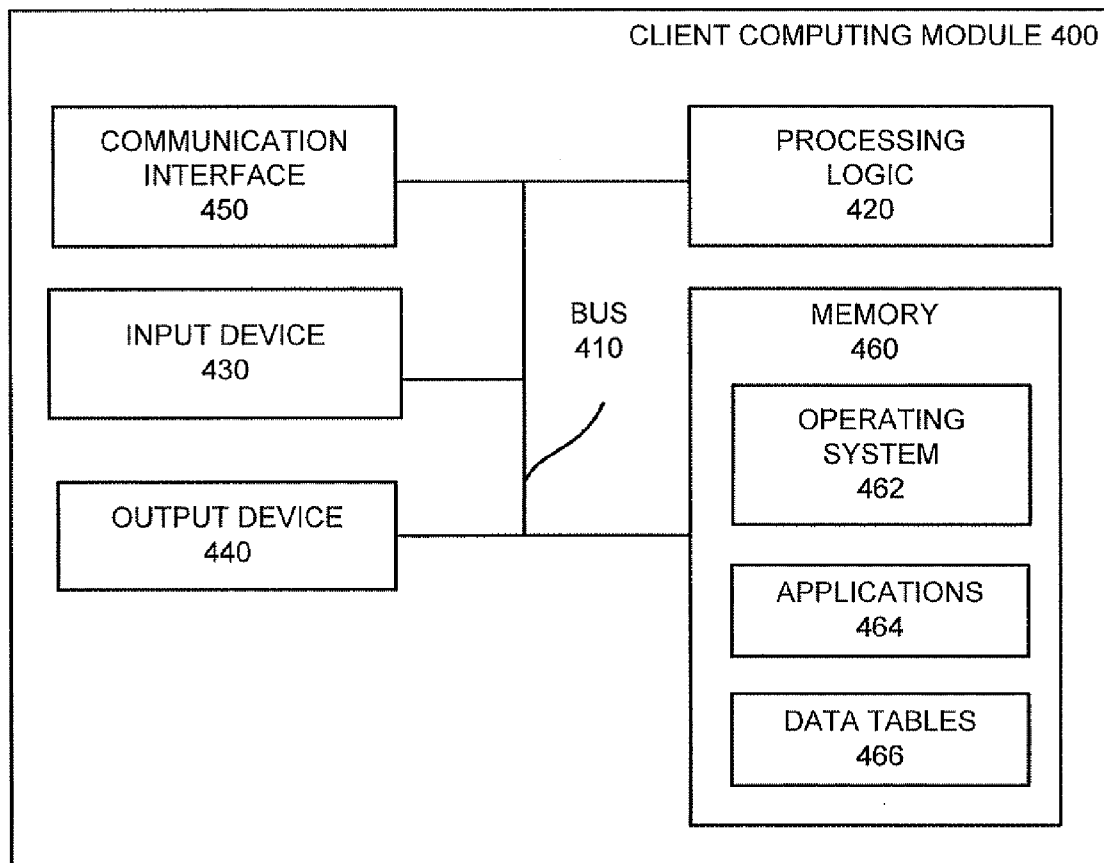 CLIENT COMPUTING MODULE 400
COMMUNICATION
INTERFACE
450
PROCESSING
LOGIC
420
INPUT DEVICE
430
BUS
410
OUTPUT DEVICE
440
MEMORY
460
OPERATING
SYSTEM
462
APPLICATIONS
464
DATA TABLES
466